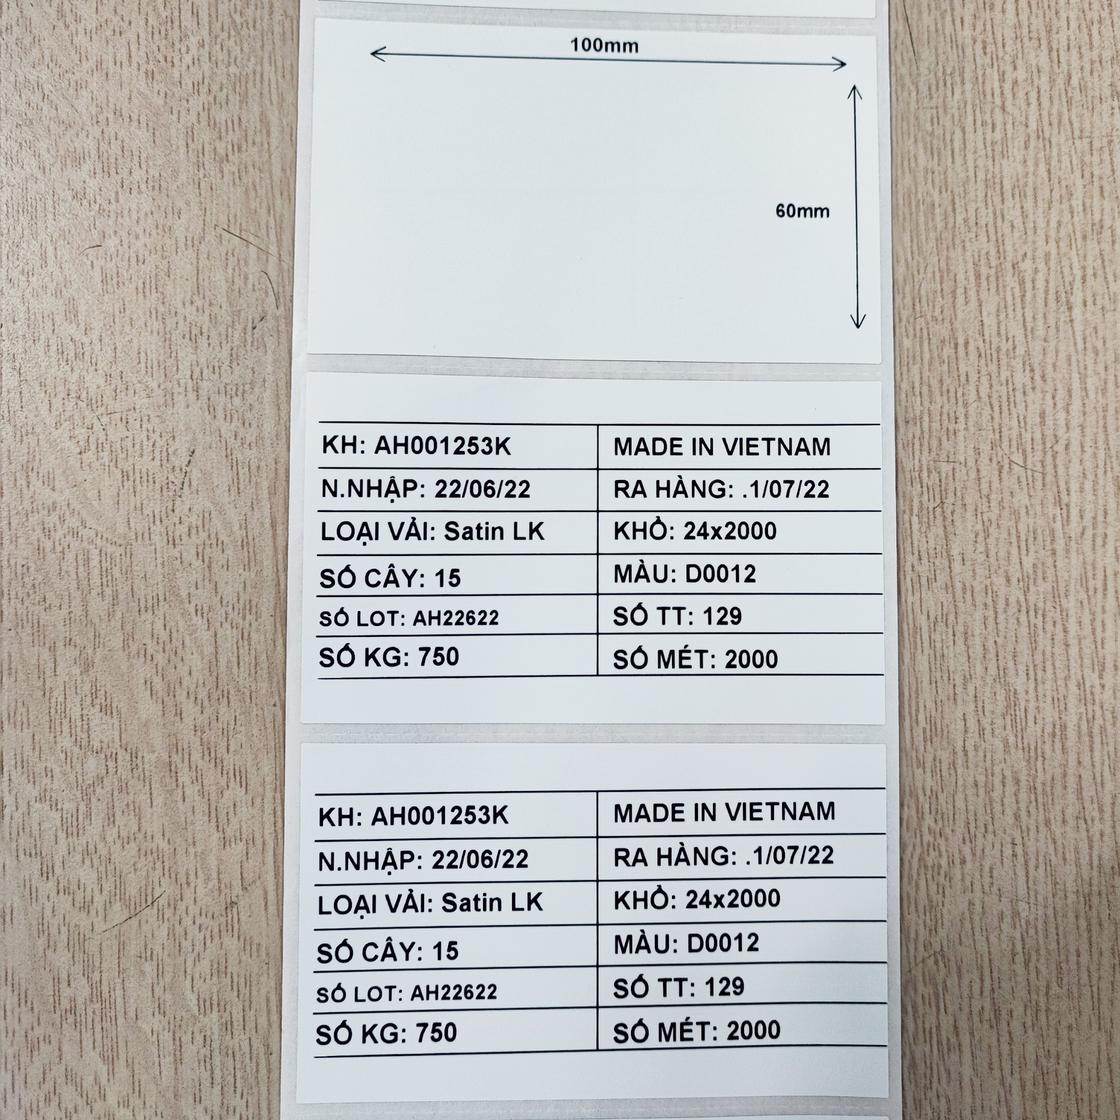 100mm
60mm
KH: AH001253K MADE IN VIETNAM
N.NHẬP: 22/06/22 RA HÀNG: .1/07/22
LOẠI VẢI: Satin LK KHỔ: 24x2000
SỐ CÂY: 15 MÀU: D0012
SỐ LOT: AH22622 SỐ TT: 129
SỐ KG: 750 SỐ MÉT: 2000
KH: AH001253K MADE IN VIETNAM
N.NHẬP: 22/06/22 RA HÀNG: .1/07/22
LOẠI VẢI: Satin LK KHỔ: 24x2000
SỐ CÂY: 15 MÀU: D0012
SỐ LOT: AH22622 SỐ TT: 129
SỐ KG: 750 SỐ MÉT: 2000